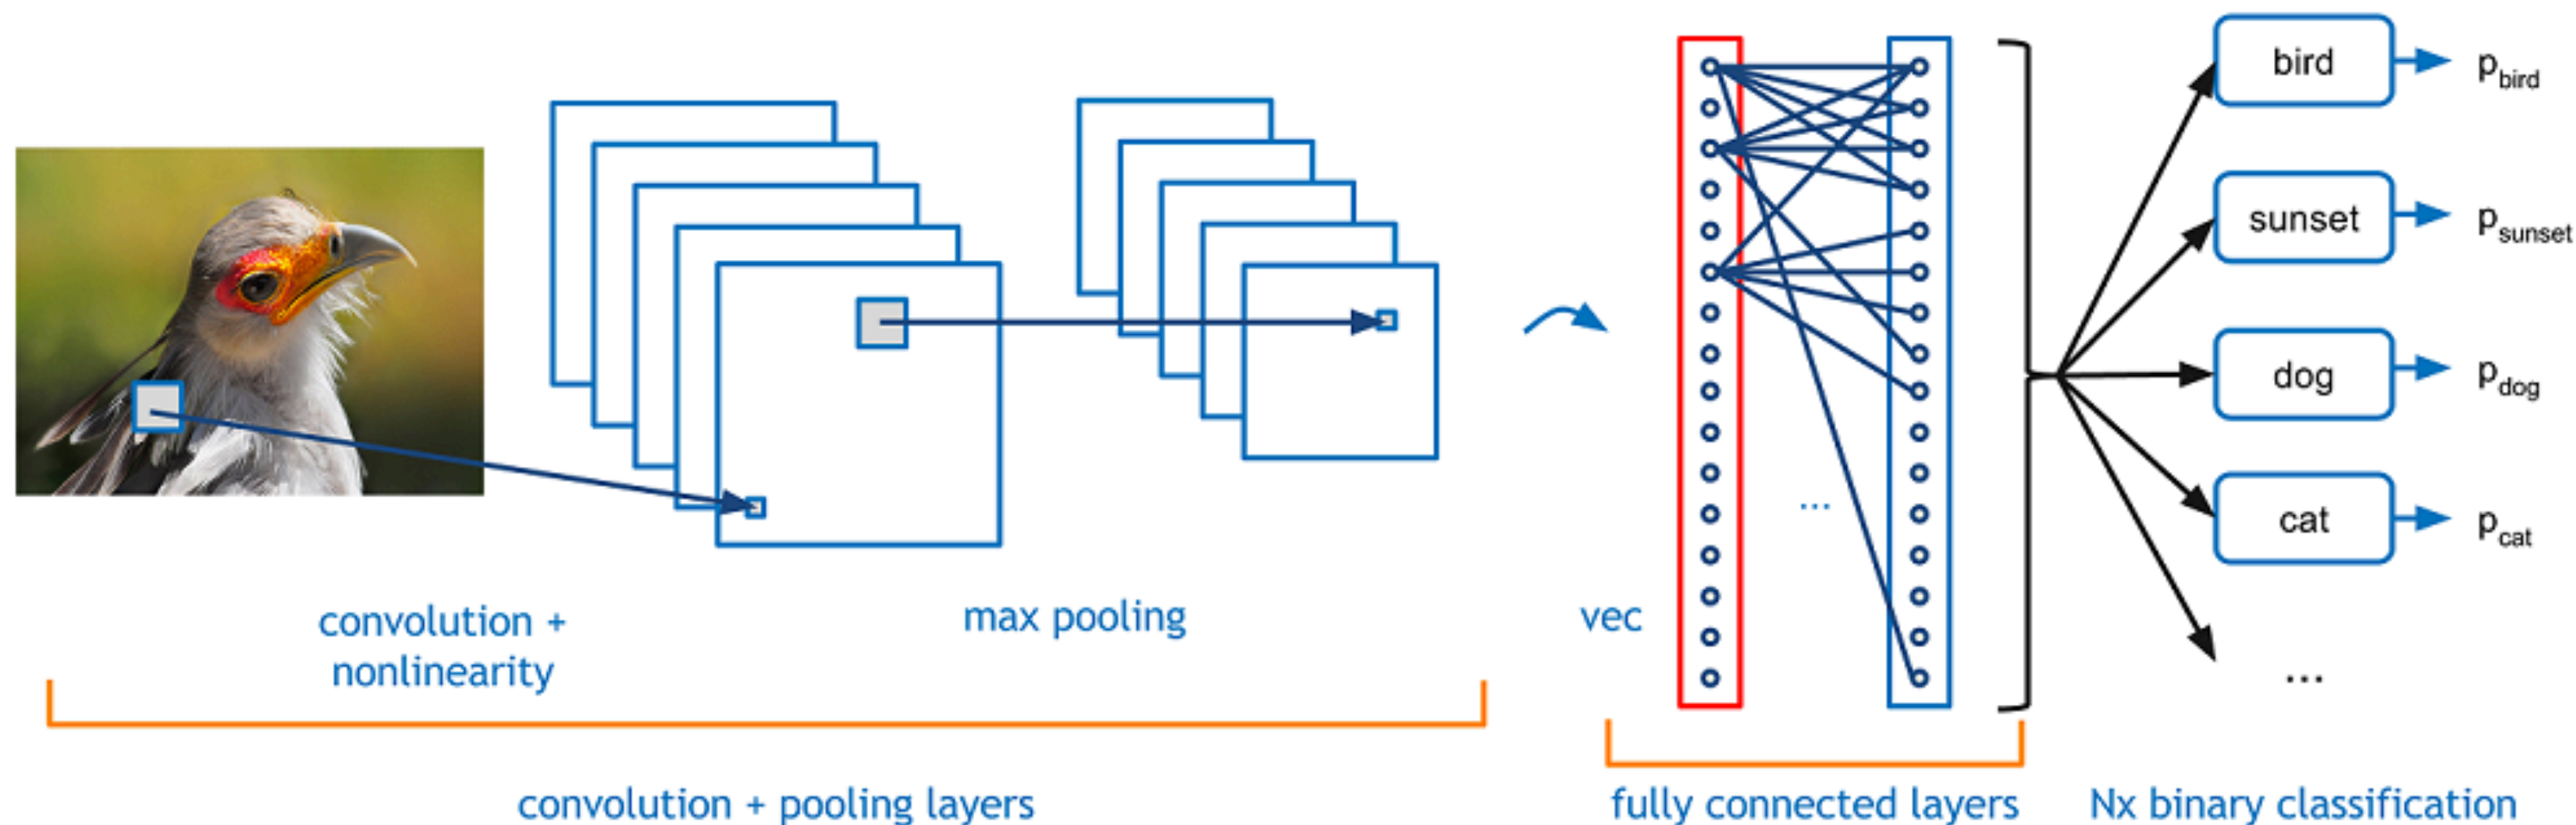 bird
p_bird
sunset
p_sunset
dog
p_dog
cat
p_cat
...
...
convolution +
nonlinearity
max pooling
vec
convolution + pooling layers
fully connected layers
Nx binary classification